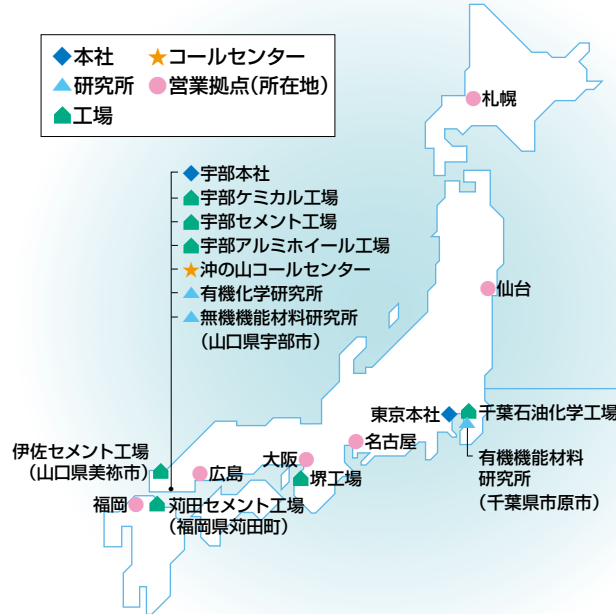 本社
コールセンター
研究所
営業拠点(所在地)
工場
札幌
宇部本社
宇部ケミカル工場
宇部セメント工場
宇部アルミホイール工場
沖の山コールセンター
有機化学研究所
無機機能材料研究所
(山口県宇部市)
仙台
東京本社
千葉石油化学工場
名古屋
有機機能材料
研究所
(千葉県市原市)
伊佐セメント工場
(山口県美祢市)
広島
大阪
堺工場
福岡
苅田セメント工場
(福岡県苅田町)